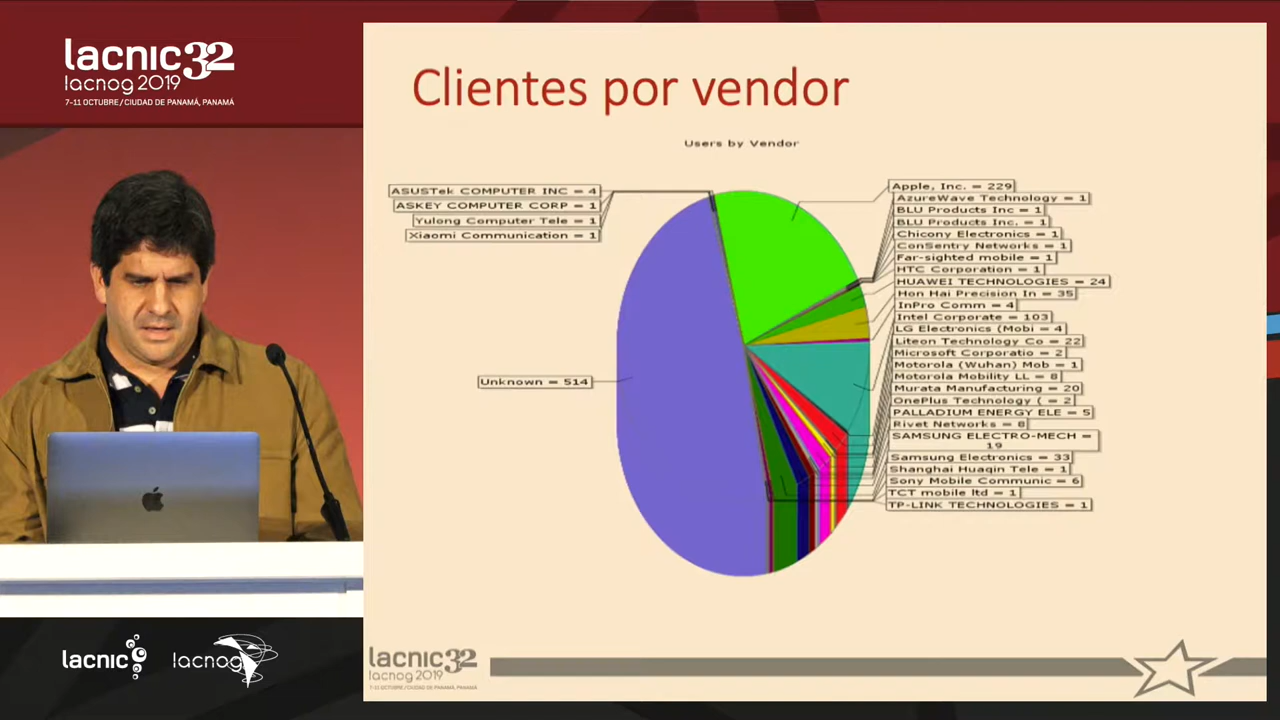 lacnic32
lacnog 2019
7-11 OCTUBRE / CIUDAD DE PANAMÁ, PANAMÁ
Clientes por vendor
Users by Vendor
ASUSTek COMPUTER INC = 4
ASKEY COMPUTER CORP = 1
Yulong Computer Tele = 1
Xiaomi Communication = 1
Unknown = 514
Apple, Inc. = 229
AzureWave Technology = 1
BLU Products Inc = 1
BLU Products Inc. = 1
Chicony Electronics = 1
ConSentry Networks = 1
Far-sighted mobile = 1
HTC Corporation = 1
HUAWEI TECHNOLOGIES = 24
Hon Hai Precision In = 35
InPro Comm = 4
Intel Corporate = 103
LG Electronics (Mobi = 4
Liteon Technology Co = 22
Microsoft Corporatio = 2
Motorola (Wuhan) Mob = 1
Motorola Mobility LL = 8
Murata Manufacturing = 20
OnePlus Technology ( = 2
PALLADIUM ENERGY ELE = 5
Rivet Networks = 8
SAMSUNG ELECTRO-MECH =
19
Samsung Electronics = 33
Shanghai Huaqin Tele = 1
Sony Mobile Communic = 6
TCT mobile ltd = 1
TP-LINK TECHNOLOGIES = 1
lacnic
lacnog
lacnic32
lacnog 2019
7-11 OCTUBRE / CIUDAD DE PANAMÁ, PANAMÁ